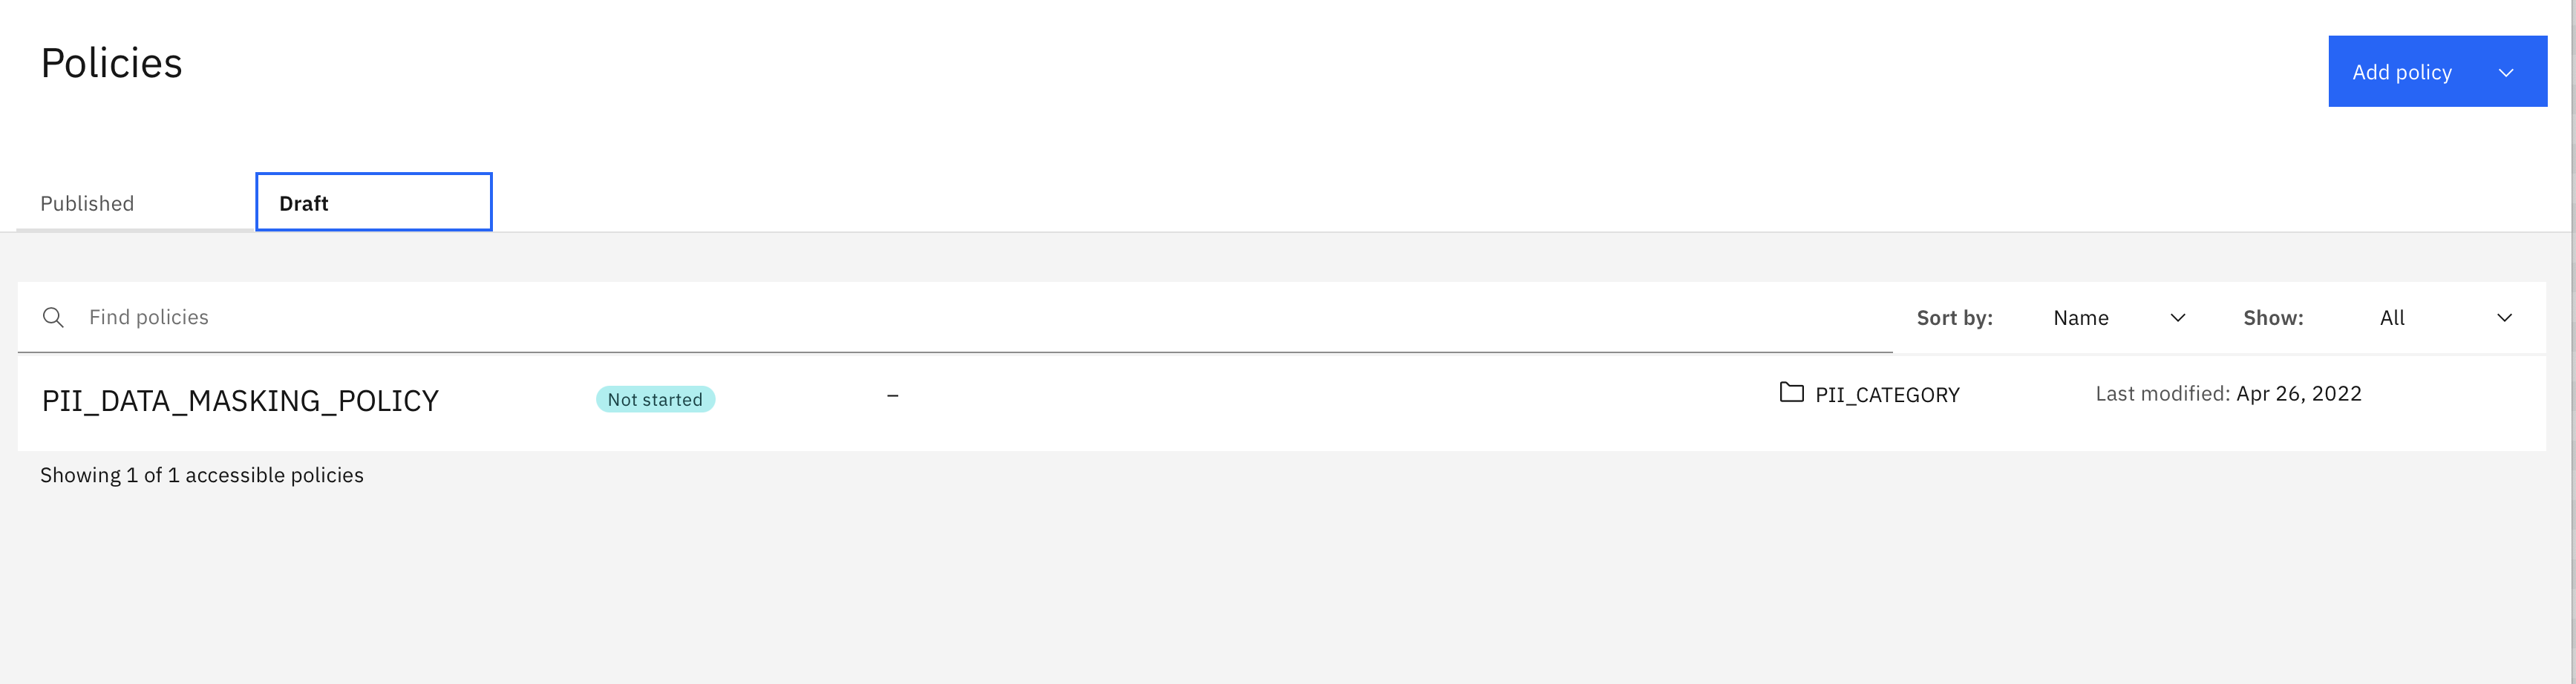 Policies
Add policy
Published
Draft
Find policies
Sort by: Name
Show: All
PII_DATA_MASKING_POLICY
Not started
–
PII_CATEGORY
Last modified: Apr 26, 2022
Showing 1 of 1 accessible policies